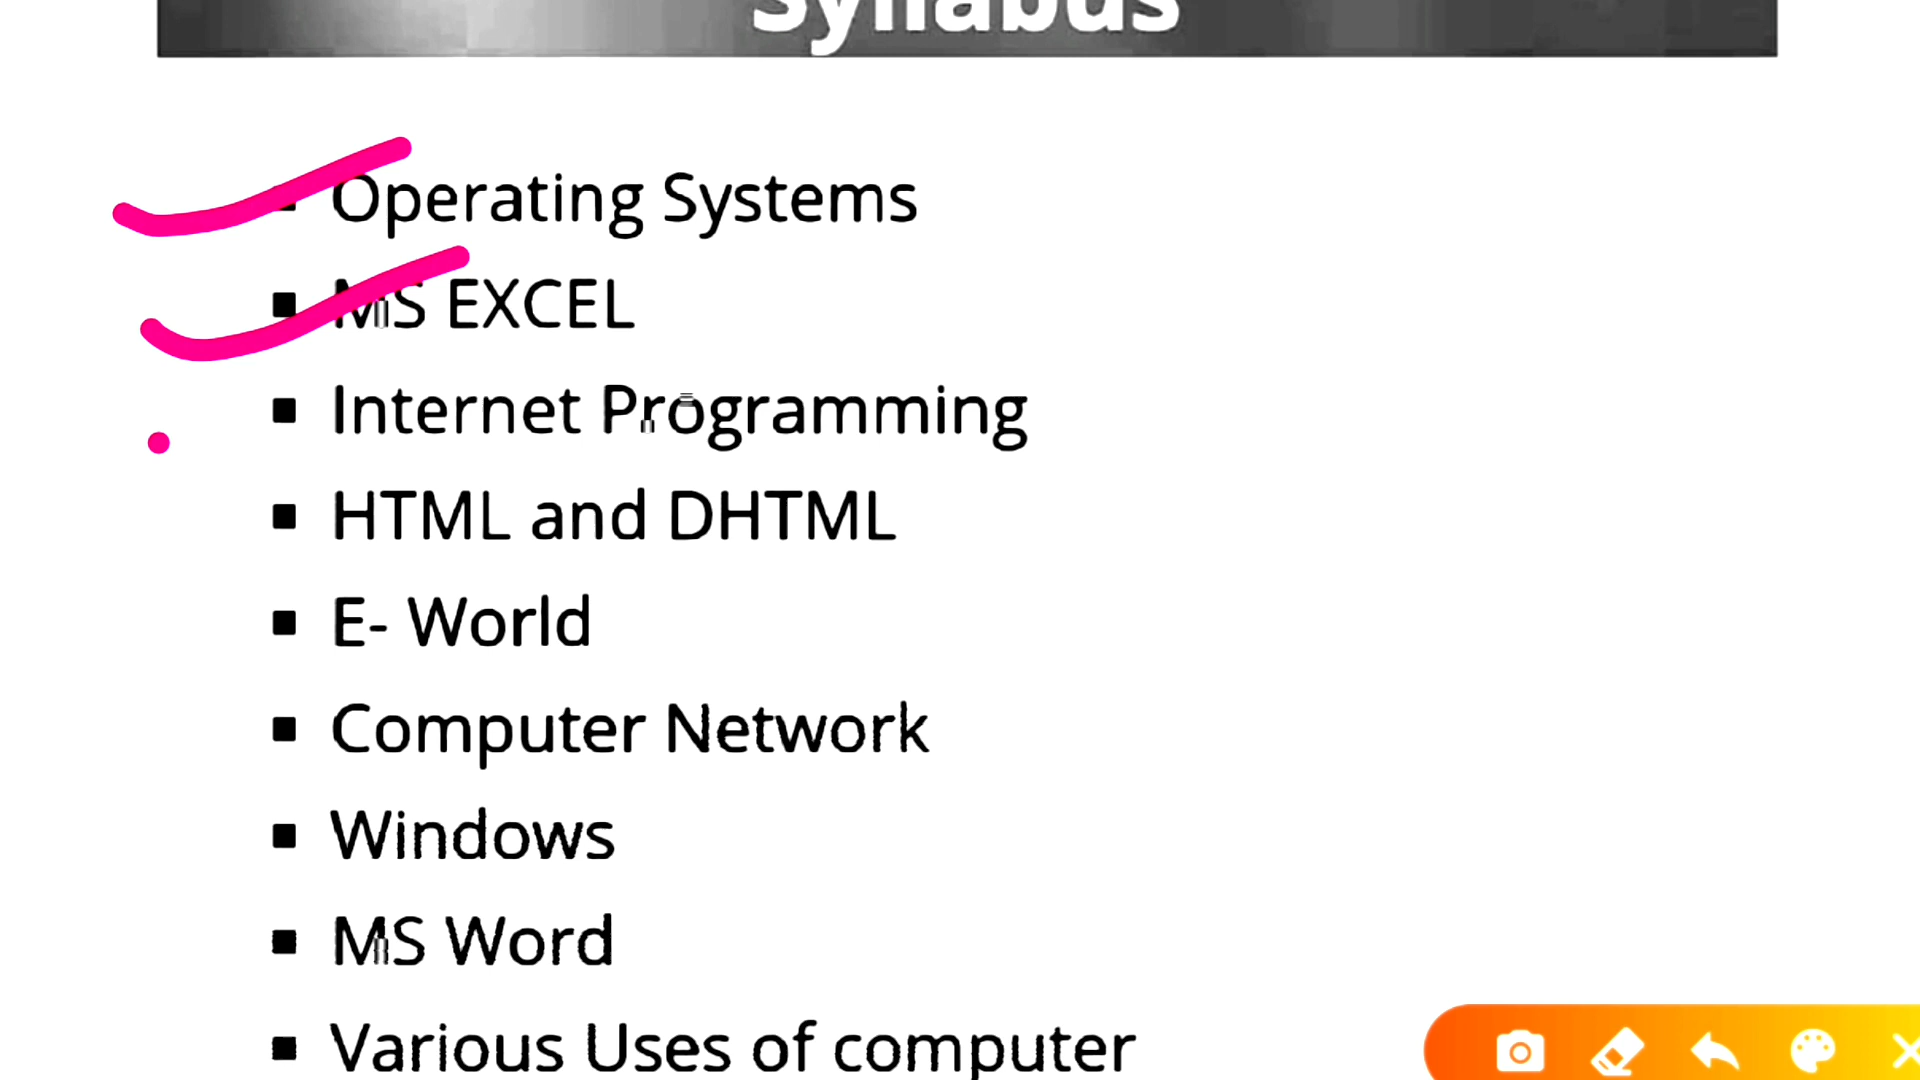 Syllabus
▪ Operating Systems
▪ MS EXCEL
▪ Internet Programming
▪ HTML and DHTML
▪ E- World
▪ Computer Network
▪ Windows
▪ MS Word
▪ Various Uses of computer